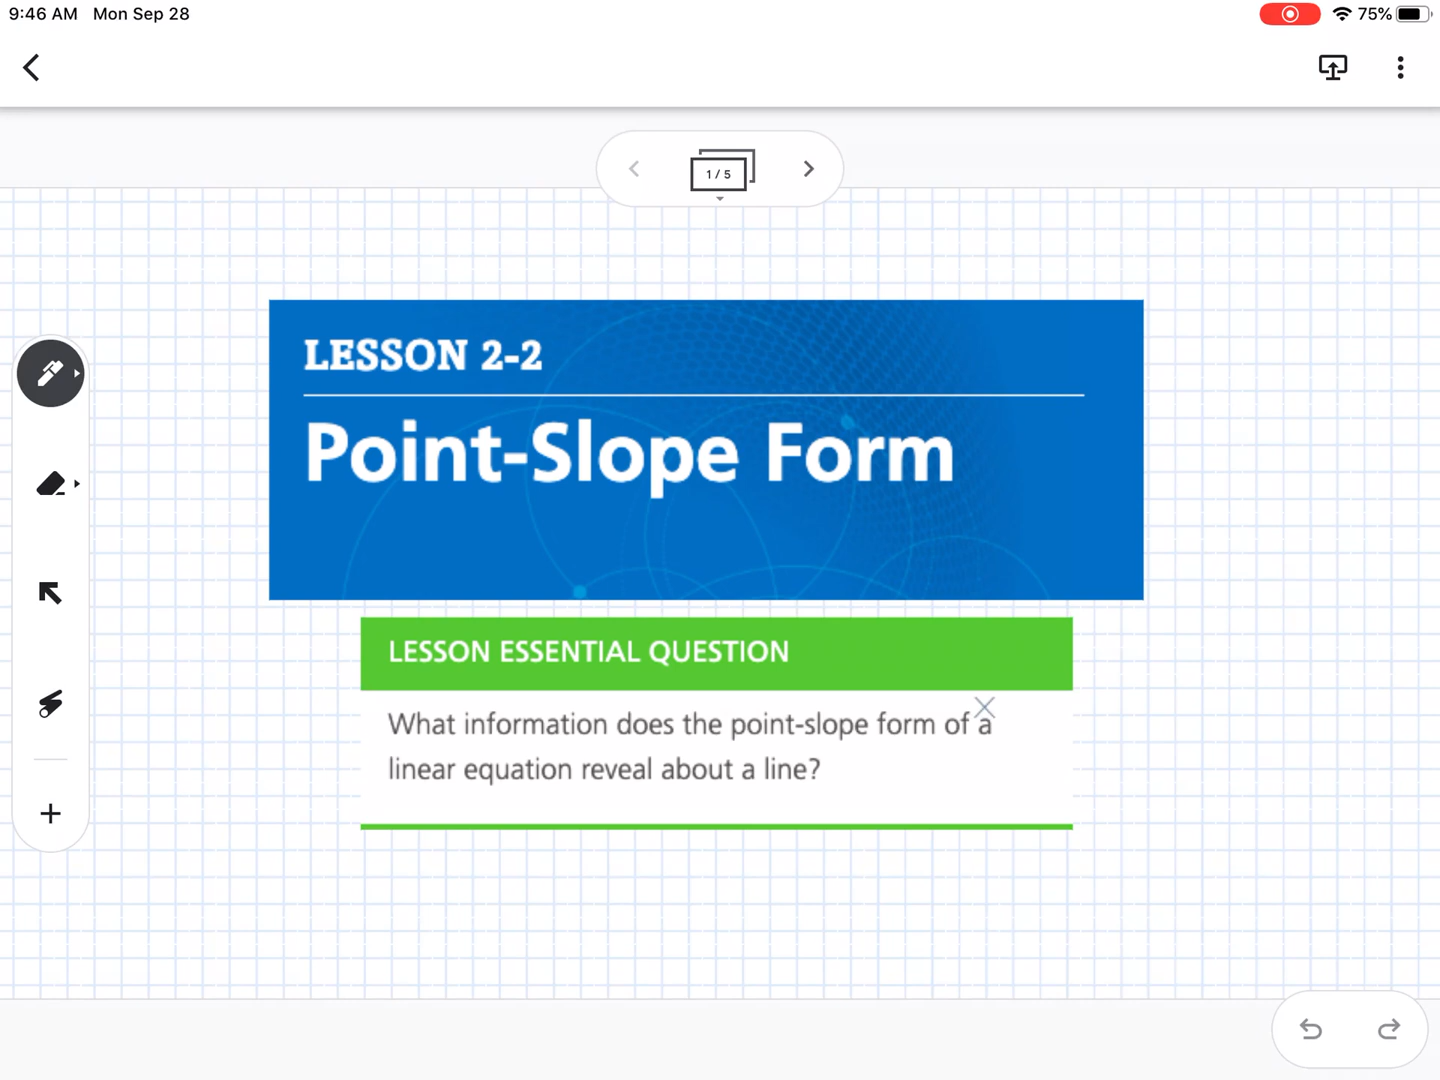 9:46 AM Mon Sep 28 75%
1 / 5
LESSON 2-2
Point-Slope Form
LESSON ESSENTIAL QUESTION
What information does the point-slope form of a
linear equation reveal about a line?